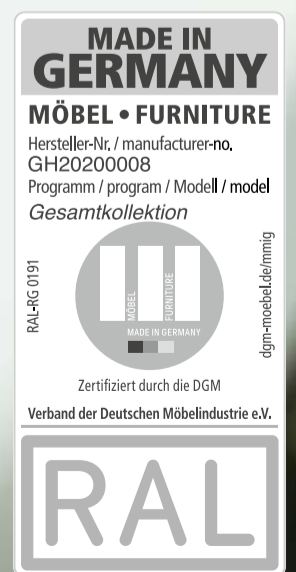 MADE IN
GERMANY
MÖBEL • FURNITURE
Hersteller-Nr. / manufacturer-no.
GH20200008
Programm / program / Modell / model
Gesamtkollektion
RAL-RG 0191
MÖBEL
FURNITURE
MADE IN GERMANY
dgm-moebel.de/mmig
Zertifiziert durch die DGM
Verband der Deutschen Möbelindustrie e.V.
RAL